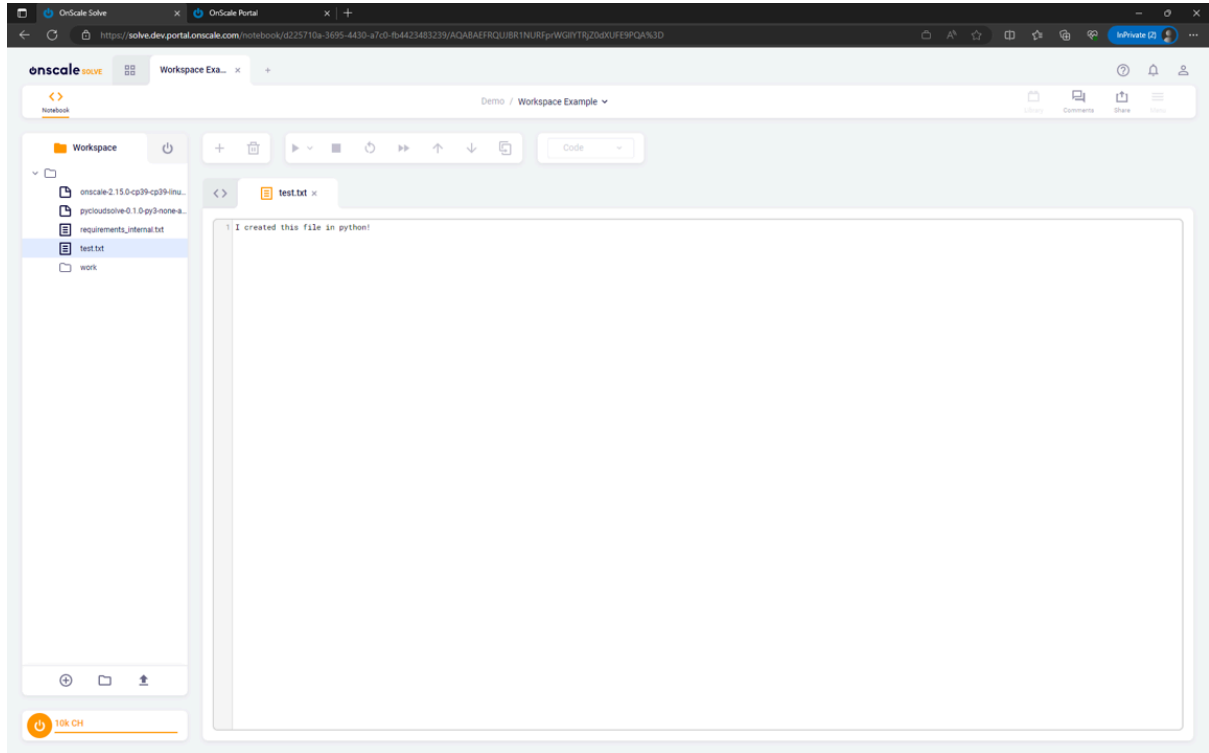 OnScale Solve
OnScale Portal
https://solve.dev.portal.onscale.com/notebook/d225710a-3695-4430-a7c0-fb4423483239/
InPrivate (2)
onscale SOLVE
Workspace Exa...
Notebook
Demo / Workspace Example
Library
Comments
Share
Menu
Workspace
Code
onscale-2.15.0-cp39-cp39-linu...
pycloudsolve-0.1.0-py3-none-a...
requirements_internal.txt
test.txt
work
test.txt
1 I created this file in python!
10k CH